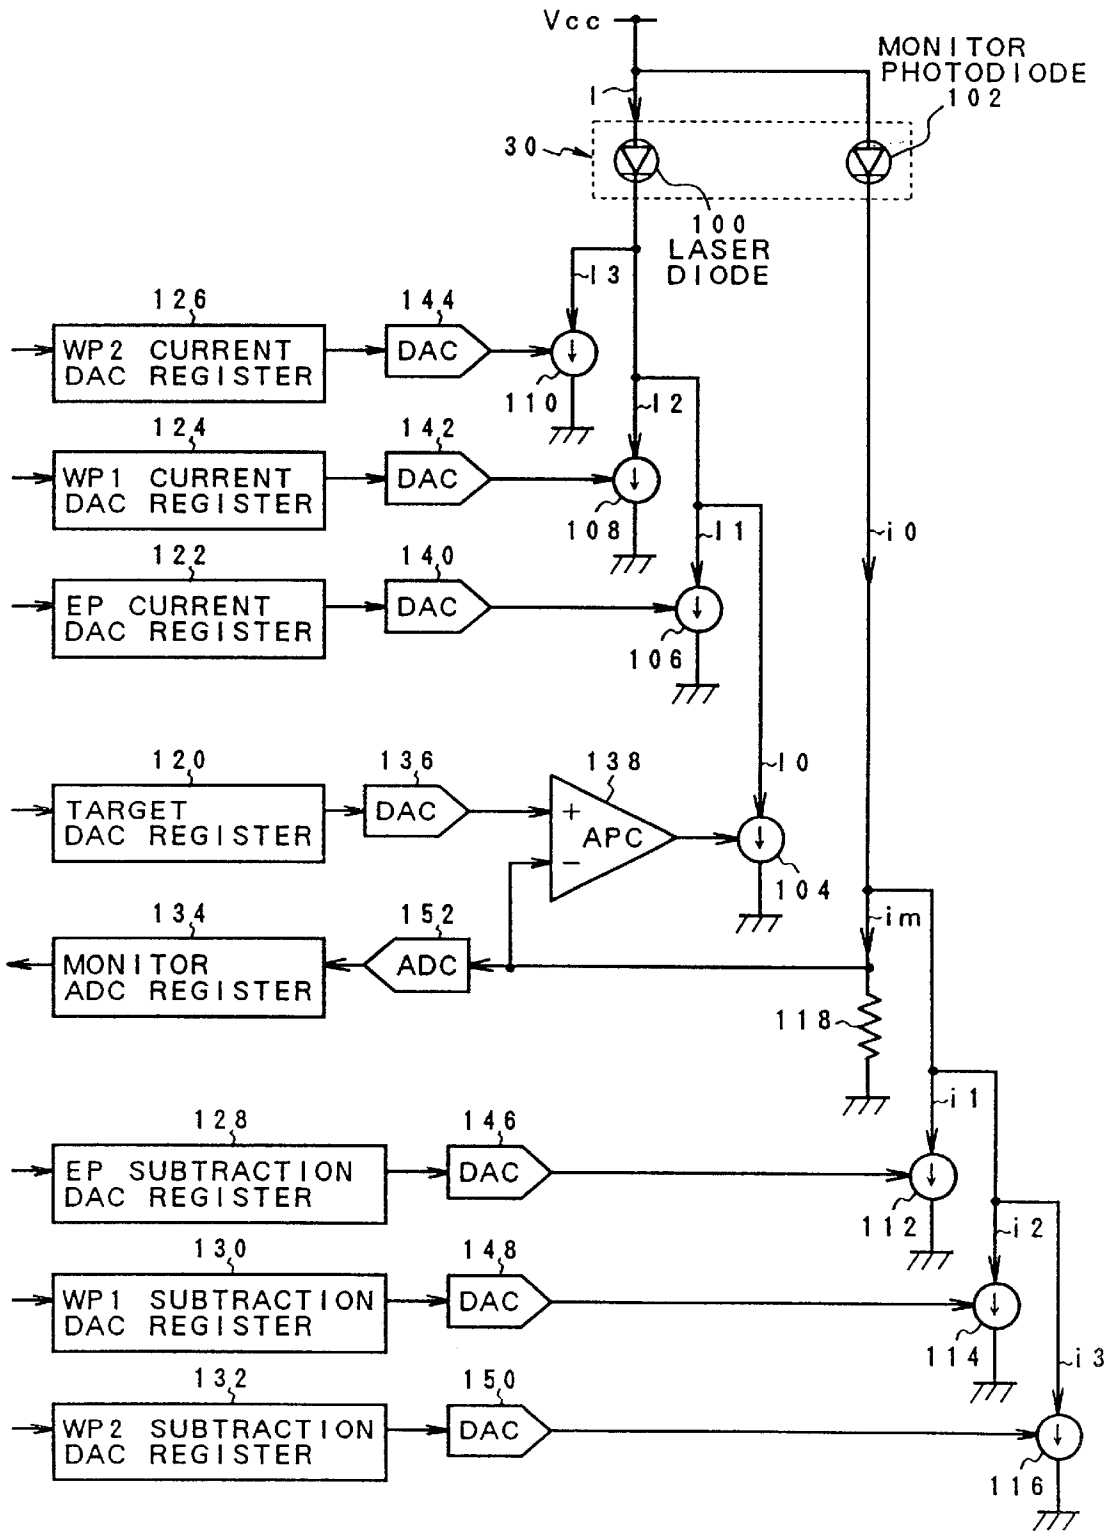 Vcc
MONITOR
PHOTODIODE
102
I
30
100
LASER
DIODE
I3
126
144
WP2 CURRENT
DAC REGISTER
DAC
110
I2
124
142
WP1 CURRENT
DAC REGISTER
DAC
108
I1
i0
122
140
EP CURRENT
DAC REGISTER
DAC
106
120
136
138
I0
TARGET
DAC REGISTER
DAC
+
APC
−
104
134
152
im
MONITOR
ADC REGISTER
ADC
118
128
146
i1
EP SUBTRACTION
DAC REGISTER
DAC
112
130
148
i2
WP1 SUBTRACTION
DAC REGISTER
DAC
114
132
150
i3
WP2 SUBTRACTION
DAC REGISTER
DAC
116